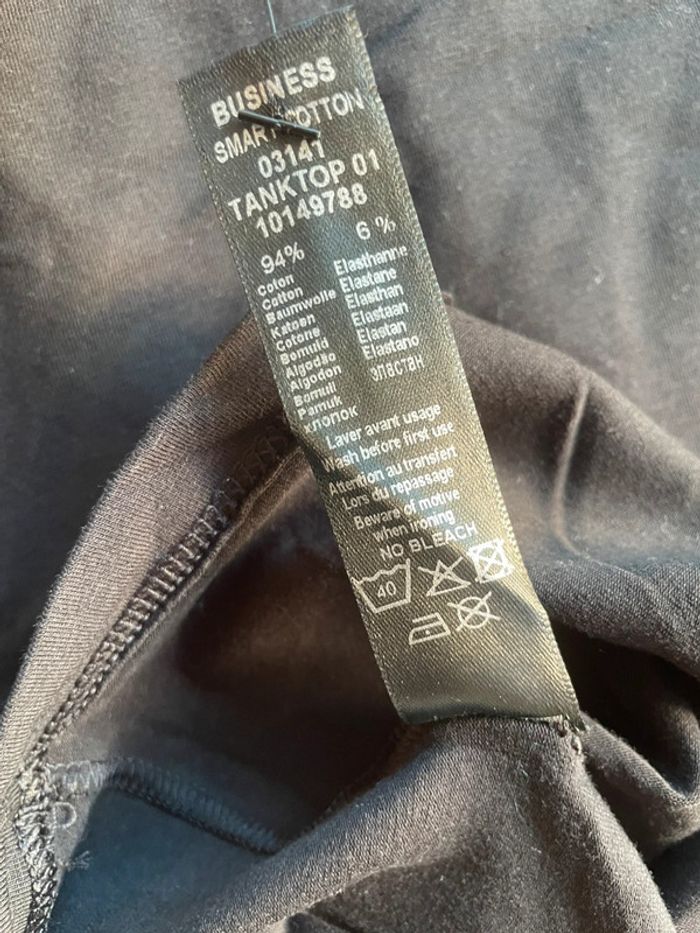 BUSINESS
SMART COTTON
03141
TANKTOP 01
10149788
94%
Coton
Cotton
Baumwolle
Katoen
Cotone
Bomuld
Algodão
Algodon
Bomull
Pamuk
хлопок
6 %
Elasthanne
Elastane
Elasthan
Elastaan
Elastan
Elastano
Эластан
Laver avant usage
Wash before first use
Attention au transfert
Lors du repassage
Beware of motive
when ironing
NO BLEACH
40